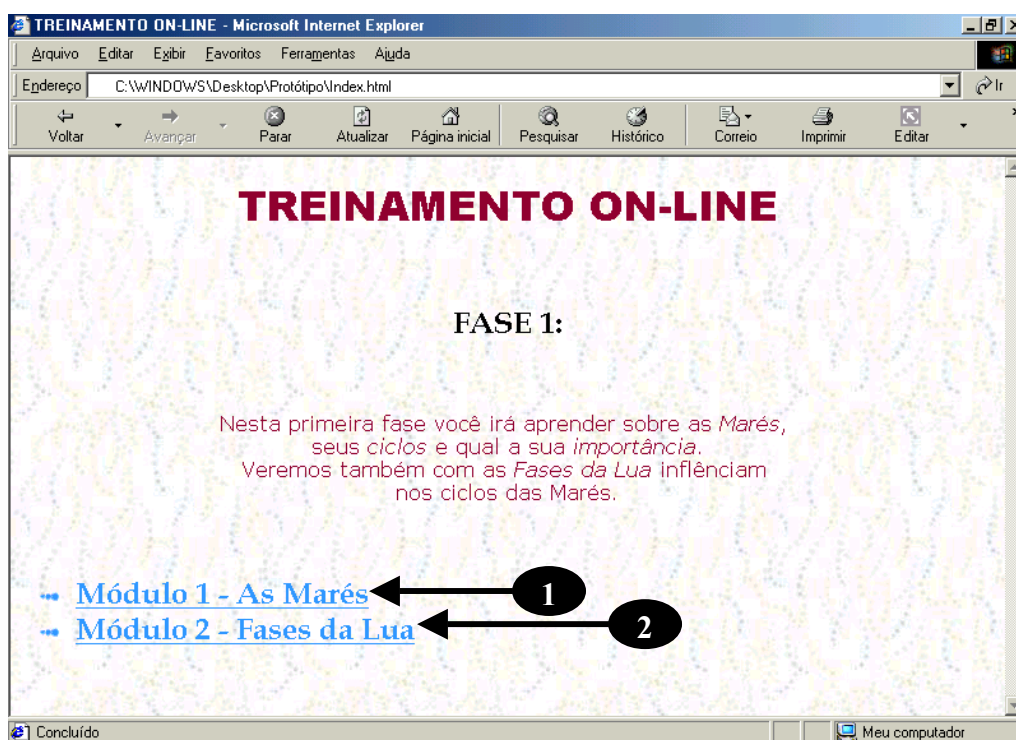 TREINAMENTO ON-LINE - Microsoft Internet Explorer
Arquivo Editar Exibir Favoritos Ferramentas Ajuda
Endereço C:\WINDOWS\Desktop\Protótipo\Index.html Ir
Voltar Avançar Parar Atualizar Página inicial Pesquisar Histórico Correio Imprimir Editar
TREINAMENTO ON-LINE
FASE 1:
Nesta primeira fase você irá aprender sobre as Marés,
seus ciclos e qual a sua importância.
Veremos também com as Fases da Lua inflênciam
nos ciclos das Marés.
Módulo 1 - As Marés 1
Módulo 2 - Fases da Lua 2
Concluído Meu computador